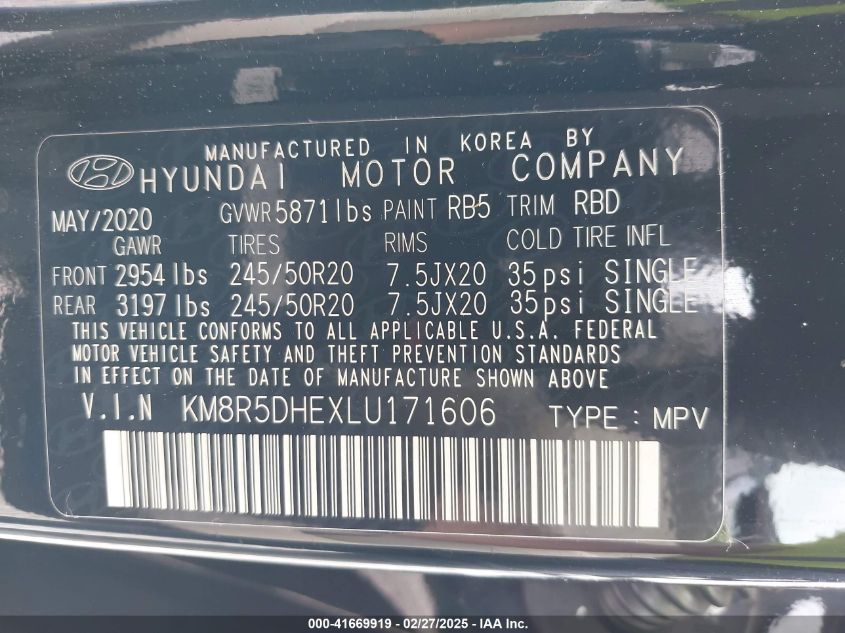 MANUFACTURED IN KOREA BY
HYUNDAI MOTOR COMPANY
MAY/2020 GVWR 5871lbs PAINT RB5 TRIM RBD
GAWR TIRES RIMS COLD TIRE INFL
FRONT 2954 lbs 245/50R20 7.5JX20 35psi SINGLE
REAR 3197 lbs 245/50R20 7.5JX20 35psi SINGLE
THIS VEHICLE CONFORMS TO ALL APPLICABLE U.S.A. FEDERAL
MOTOR VEHICLE SAFETY AND THEFT PREVENTION STANDARDS
IN EFFECT ON THE DATE OF MANUFACTURE SHOWN ABOVE
V.I.N KM8R5DHEXLU171606 TYPE : MPV
000-41669919 - 02/27/2025 - IAA Inc.